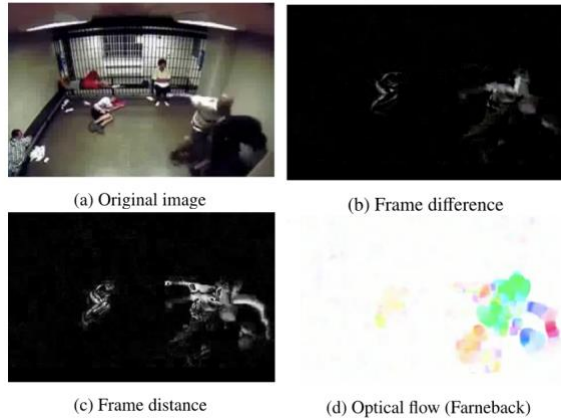 (a) Original image
(b) Frame difference
(c) Frame distance
(d) Optical flow (Farneback)